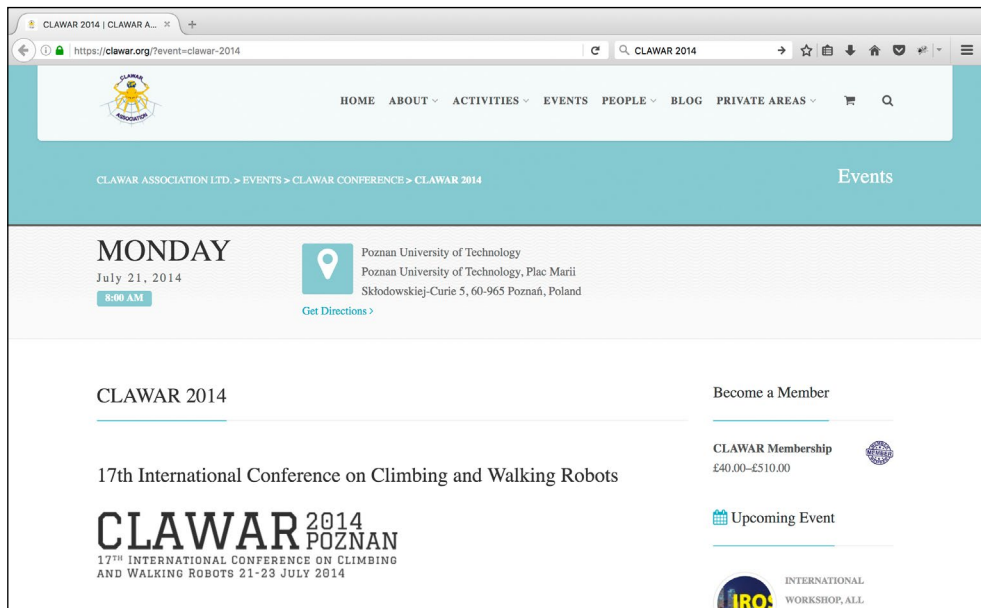 CLAWAR 2014 | CLAWAR A...
https://clawar.org/?event=clawar-2014
CLAWAR 2014
CLAWAR
ASSOCIATION
HOME ABOUT ACTIVITIES EVENTS PEOPLE BLOG PRIVATE AREAS
CLAWAR ASSOCIATION LTD. > EVENTS > CLAWAR CONFERENCE > CLAWAR 2014
Events
MONDAY
July 21, 2014
8:00 AM
Poznan University of Technology
Poznan University of Technology, Plac Marii
Skłodowskiej-Curie 5, 60-965 Poznań, Poland
Get Directions >
CLAWAR 2014
17th International Conference on Climbing and Walking Robots
CLAWAR 2014
POZNAN
17TH INTERNATIONAL CONFERENCE ON CLIMBING
AND WALKING ROBOTS 21-23 JULY 2014
Become a Member
CLAWAR Membership
£40.00–£510.00
MEMBER
Upcoming Event
IROS
INTERNATIONAL
WORKSHOP, ALL